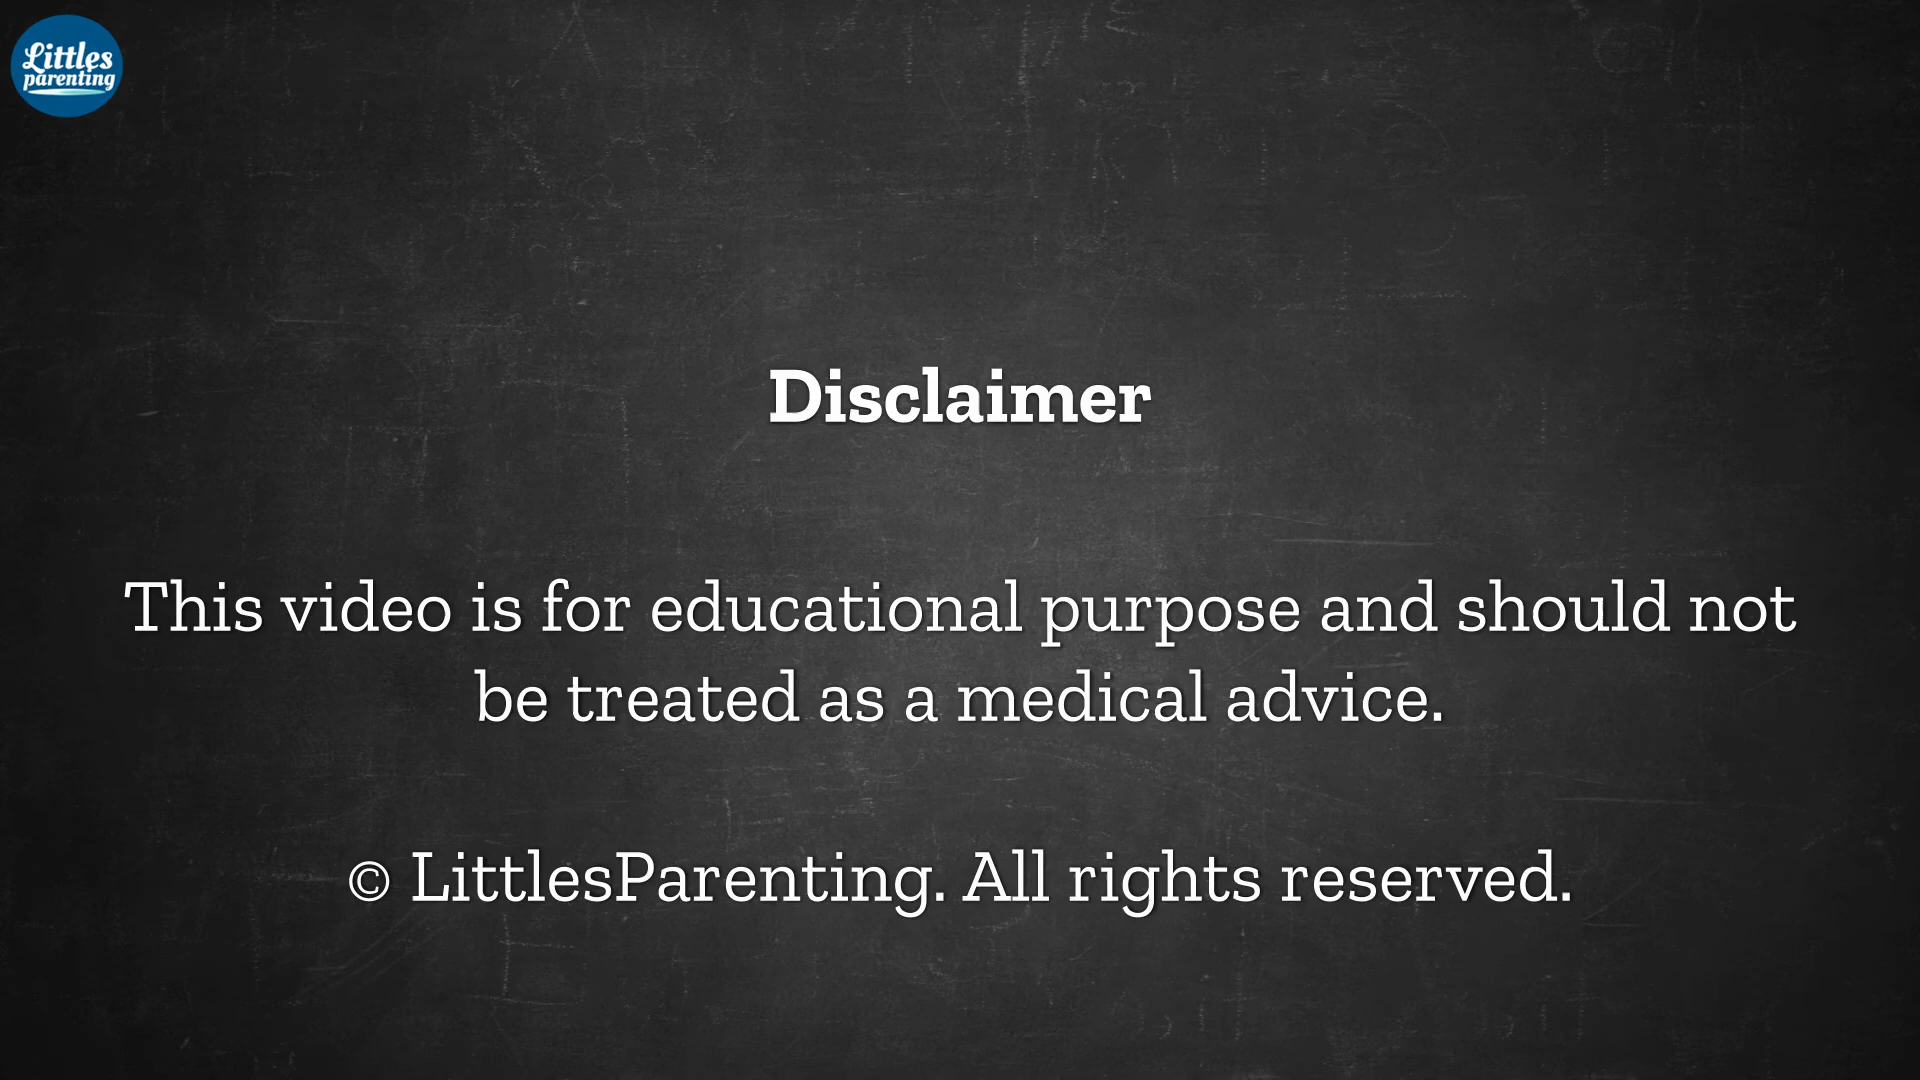 Littles
parenting
Disclaimer
This video is for educational purpose and should not
be treated as a medical advice.
© LittlesParenting. All rights reserved.